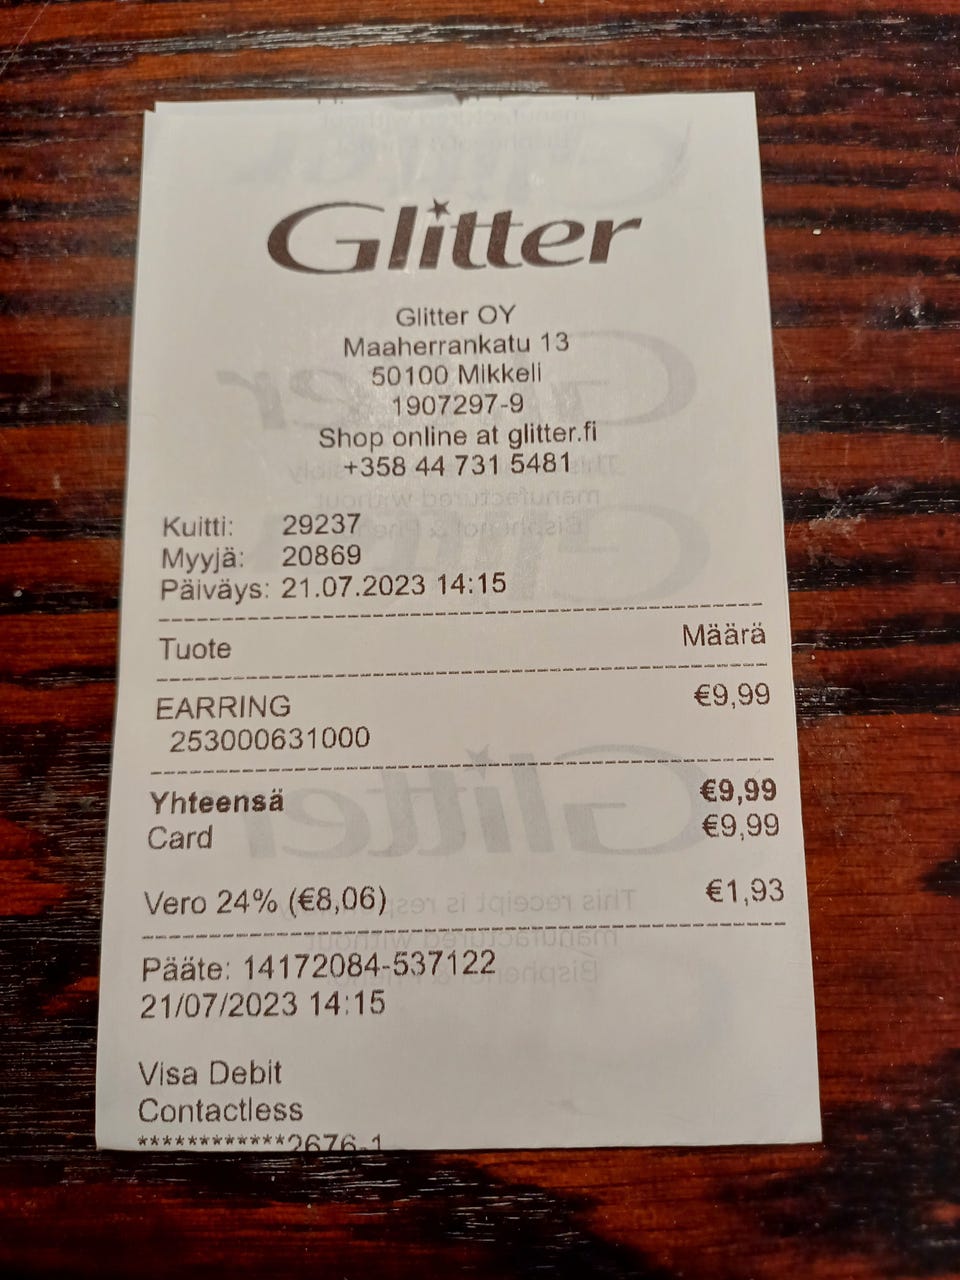 Glitter
Glitter OY
Maaherrankatu 13
50100 Mikkeli
1907297-9
Shop online at glitter.fi
+358 44 731 5481
Kuitti: 29237
Myyjä: 20869
Päiväys: 21.07.2023 14:15
Tuote Määrä
EARRING €9,99
253000631000
Yhteensä €9,99
Card €9,99
Vero 24% (€8,06) €1,93
Pääte: 14172084-537122
21/07/2023 14:15
Visa Debit
Contactless
************2676-1